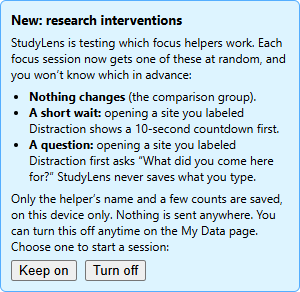 New: research interventions
StudyLens is testing which focus helpers work. Each
focus session now gets one of these at random, and
you won't know which in advance:
• Nothing changes (the comparison group).
• A short wait: opening a site you labeled
Distraction shows a 10-second countdown first.
• A question: opening a site you labeled
Distraction first asks “What did you come here
for?” StudyLens never saves what you type.
Only the helper's name and a few counts are saved,
on this device only. Nothing is sent anywhere. You
can turn this off anytime on the My Data page.
Choose one to start a session:
Keep on Turn off